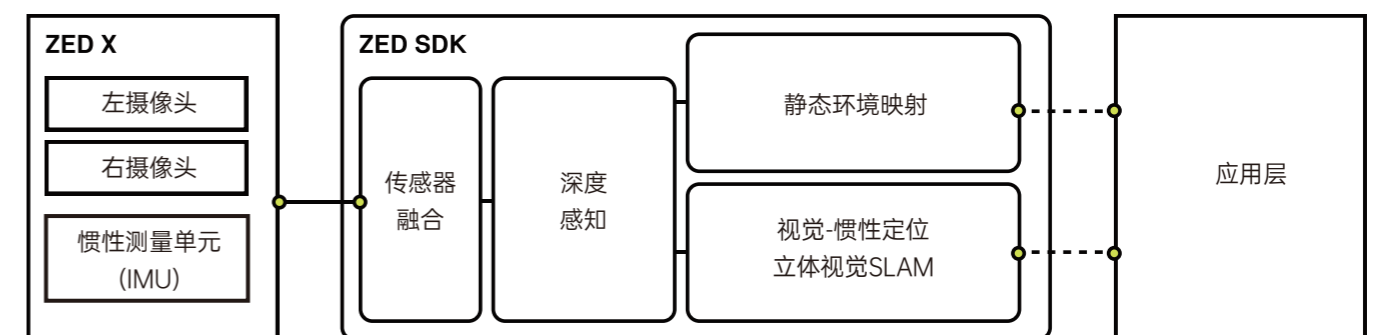 ZED X
左摄像头
右摄像头
惯性测量单元
(IMU)
ZED SDK
传感器
融合
深度
感知
静态环境映射
视觉-惯性定位
立体视觉SLAM
应用层